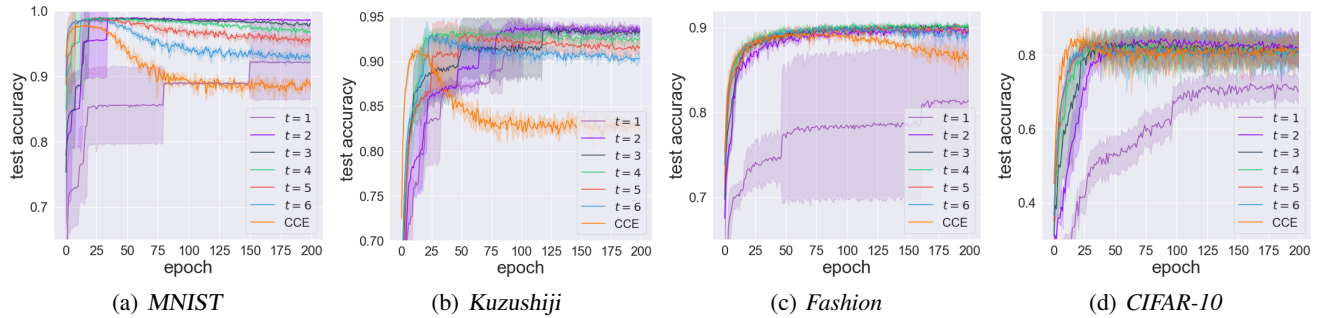 1.0
0.9
0.8
0.7
test accuracy
0 25 50 75 100 125 150 175 200
epoch
t = 1
t = 2
t = 3
t = 4
t = 5
t = 6
CCE
(a) MNIST
0.95
0.90
0.85
0.80
0.75
0.70
test accuracy
0 25 50 75 100 125 150 175 200
epoch
t = 1
t = 2
t = 3
t = 4
t = 5
t = 6
CCE
(b) Kuzushiji
0.9
0.8
0.7
test accuracy
0 25 50 75 100 125 150 175 200
epoch
t = 1
t = 2
t = 3
t = 4
t = 5
t = 6
CCE
(c) Fashion
0.8
0.6
0.4
test accuracy
0 25 50 75 100 125 150 175 200
epoch
t = 1
t = 2
t = 3
t = 4
t = 5
t = 6
CCE
(d) CIFAR-10